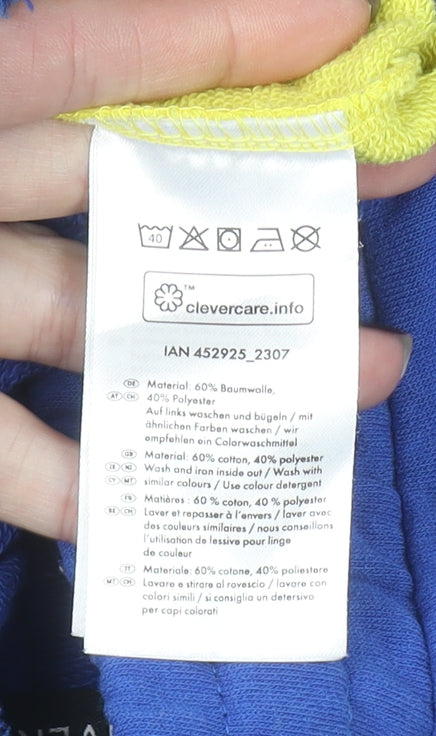 40
™
clevercare.info
IAN 452925_2307
DE Material: 60% Baumwolle,
AT CH 40% Polyester
Auf links waschen und bügeln / mit
ähnlichen Farben waschen / wir
empfehlen ein Colorwaschmittel
GB Material: 60% cotton, 40% polyester
IE NZ Wash and iron inside out / Wash with
CY MT similar colours / Use colour detergent
FR Matières : 60 % coton, 40 % polyester
BE CH Laver et repasser à l'envers / laver avec
des couleurs similaires / nous conseillons
l'utilisation de lessive pour linge
de couleur
IT Materiale: 60% cotone, 40% poliestere
MT CH Lavare e stirare al rovescio / lavare con
colori simili / si consiglia un detersivo
per capi colorati